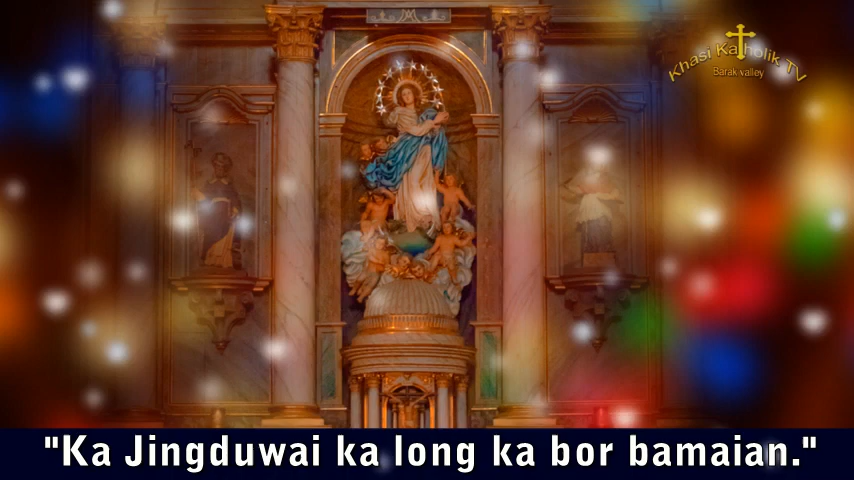 Khasi Katholik TV
Barak valley
"Ka Jingduwai ka long ka bor bamaian."